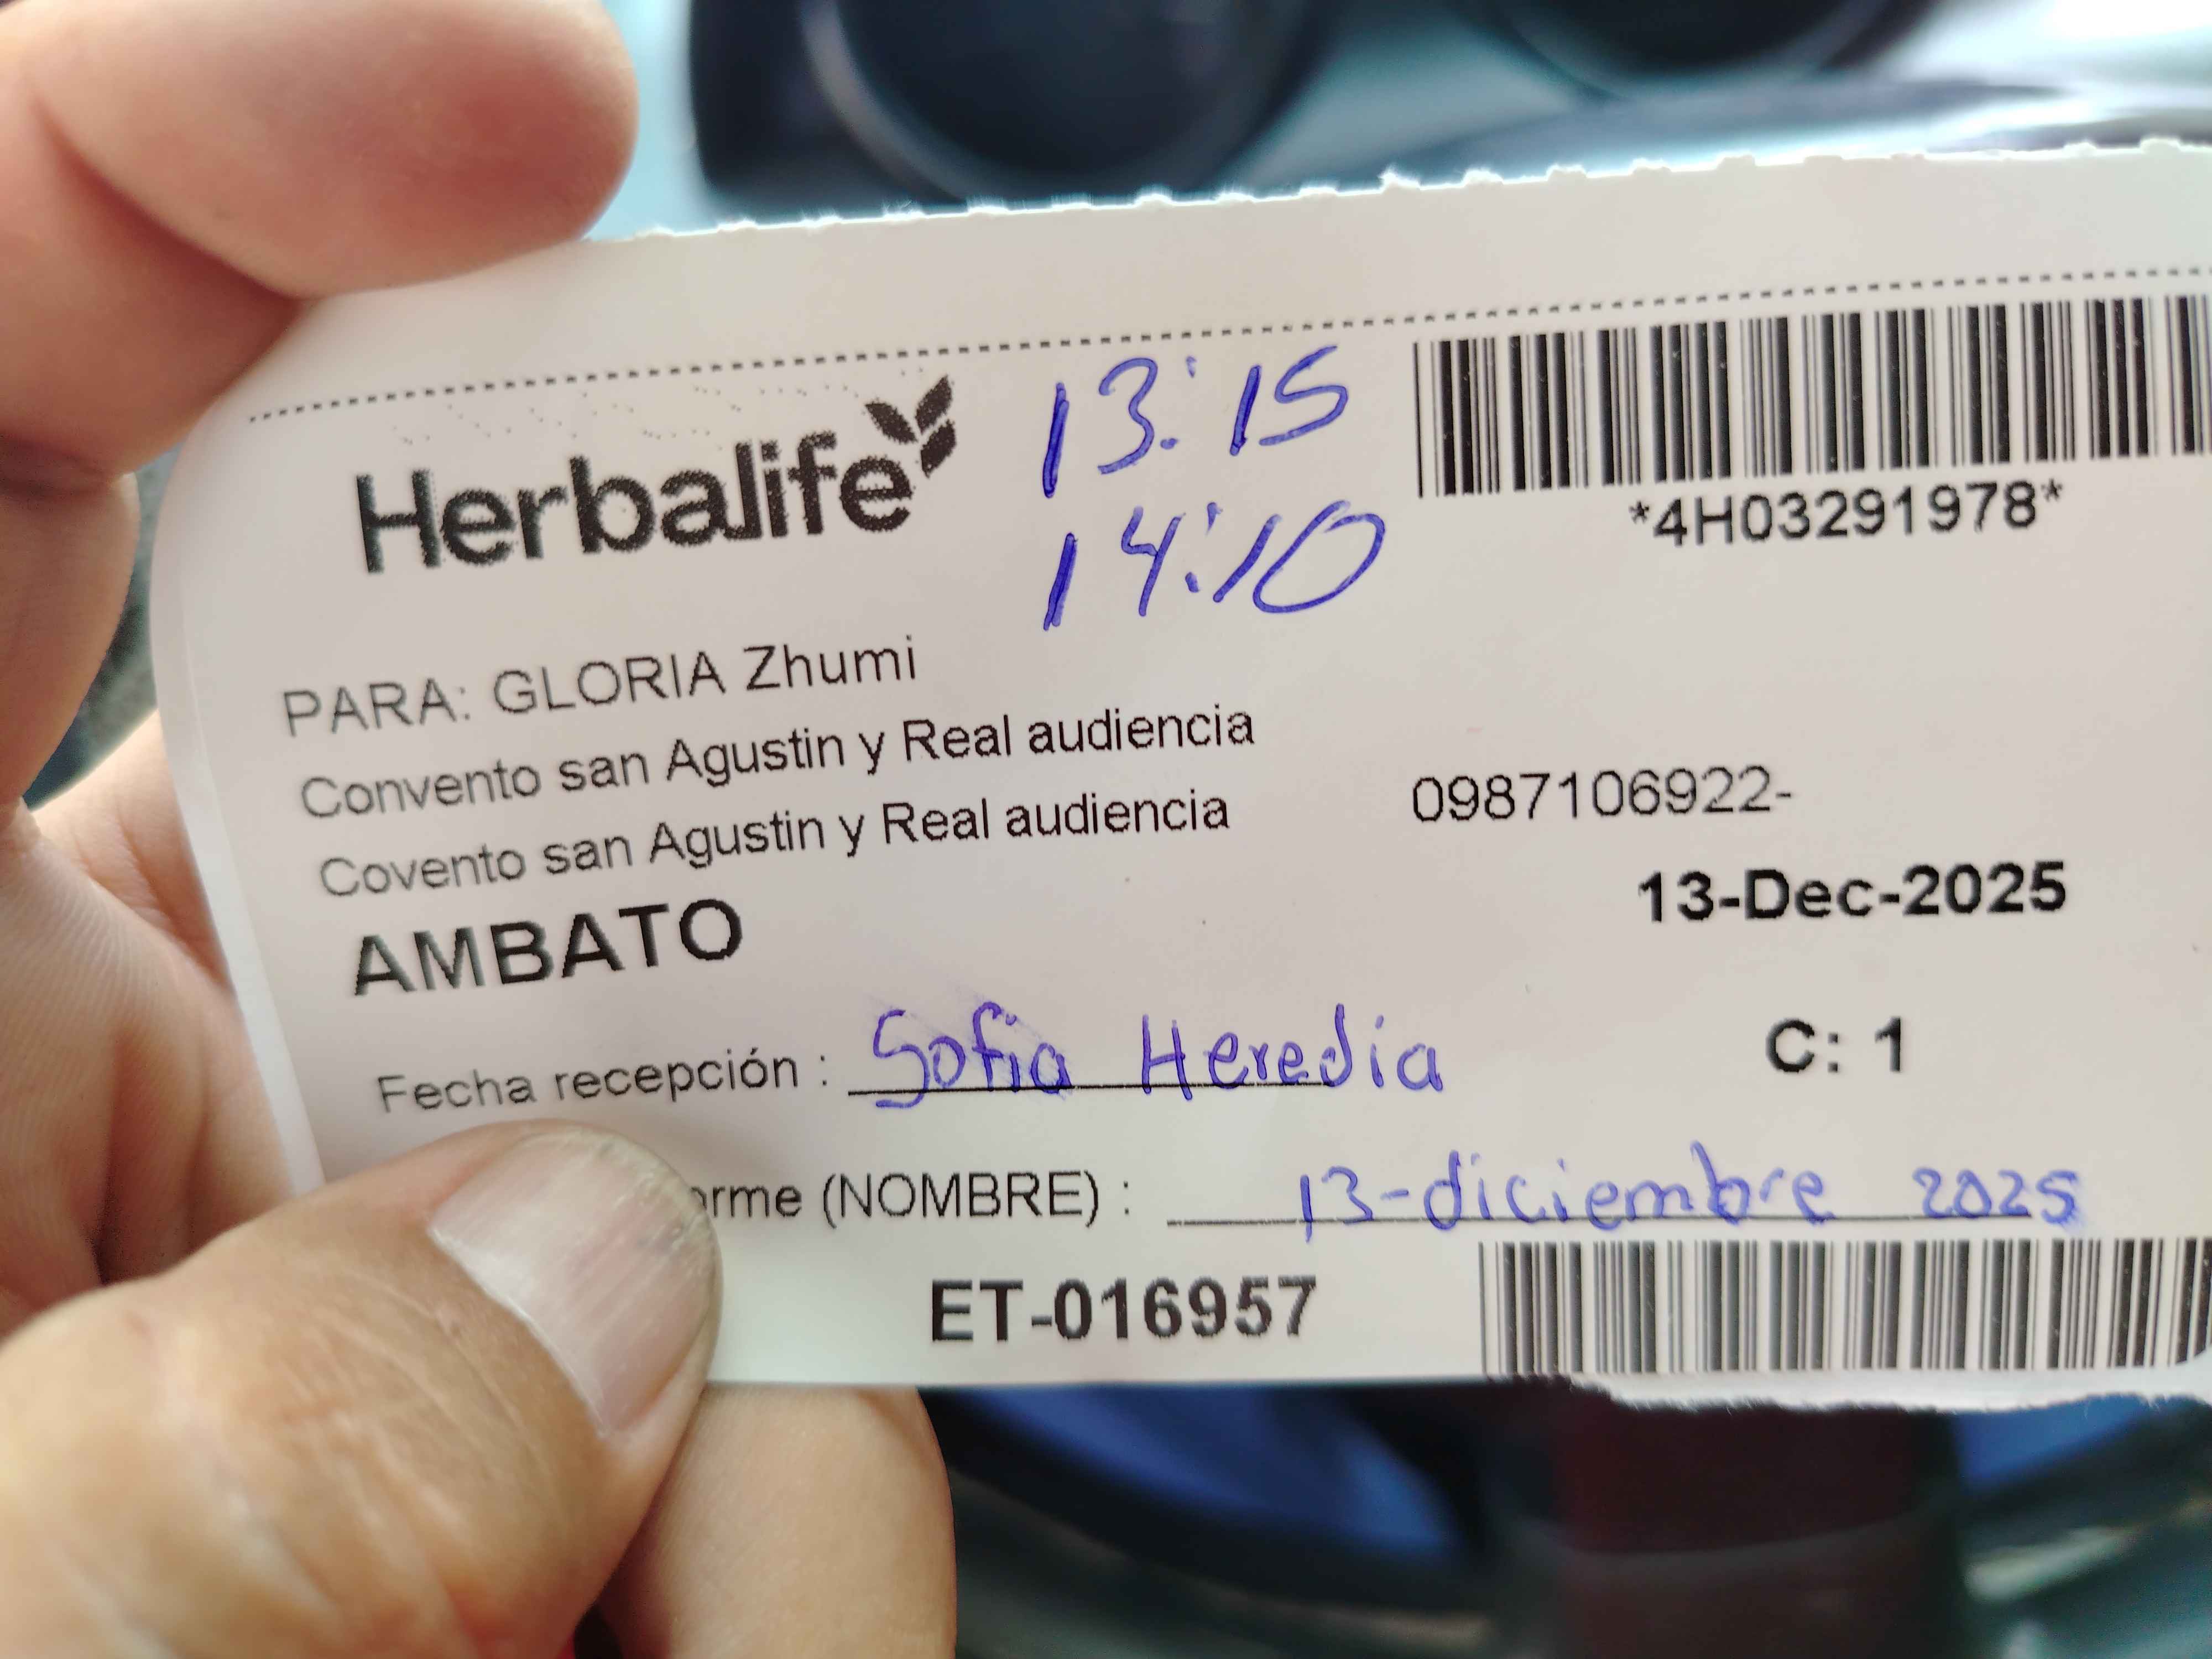 Herbalife
13:15
14:10
*4H03291978*
PARA: GLORIA Zhumi
Convento san Agustin y Real audiencia
Covento san Agustin y Real audiencia
0987106922-
AMBATO
13-Dec-2025
Fecha recepción : Sofia Heredia
C: 1
orme (NOMBRE) : 13-diciembre 2025
ET-016957